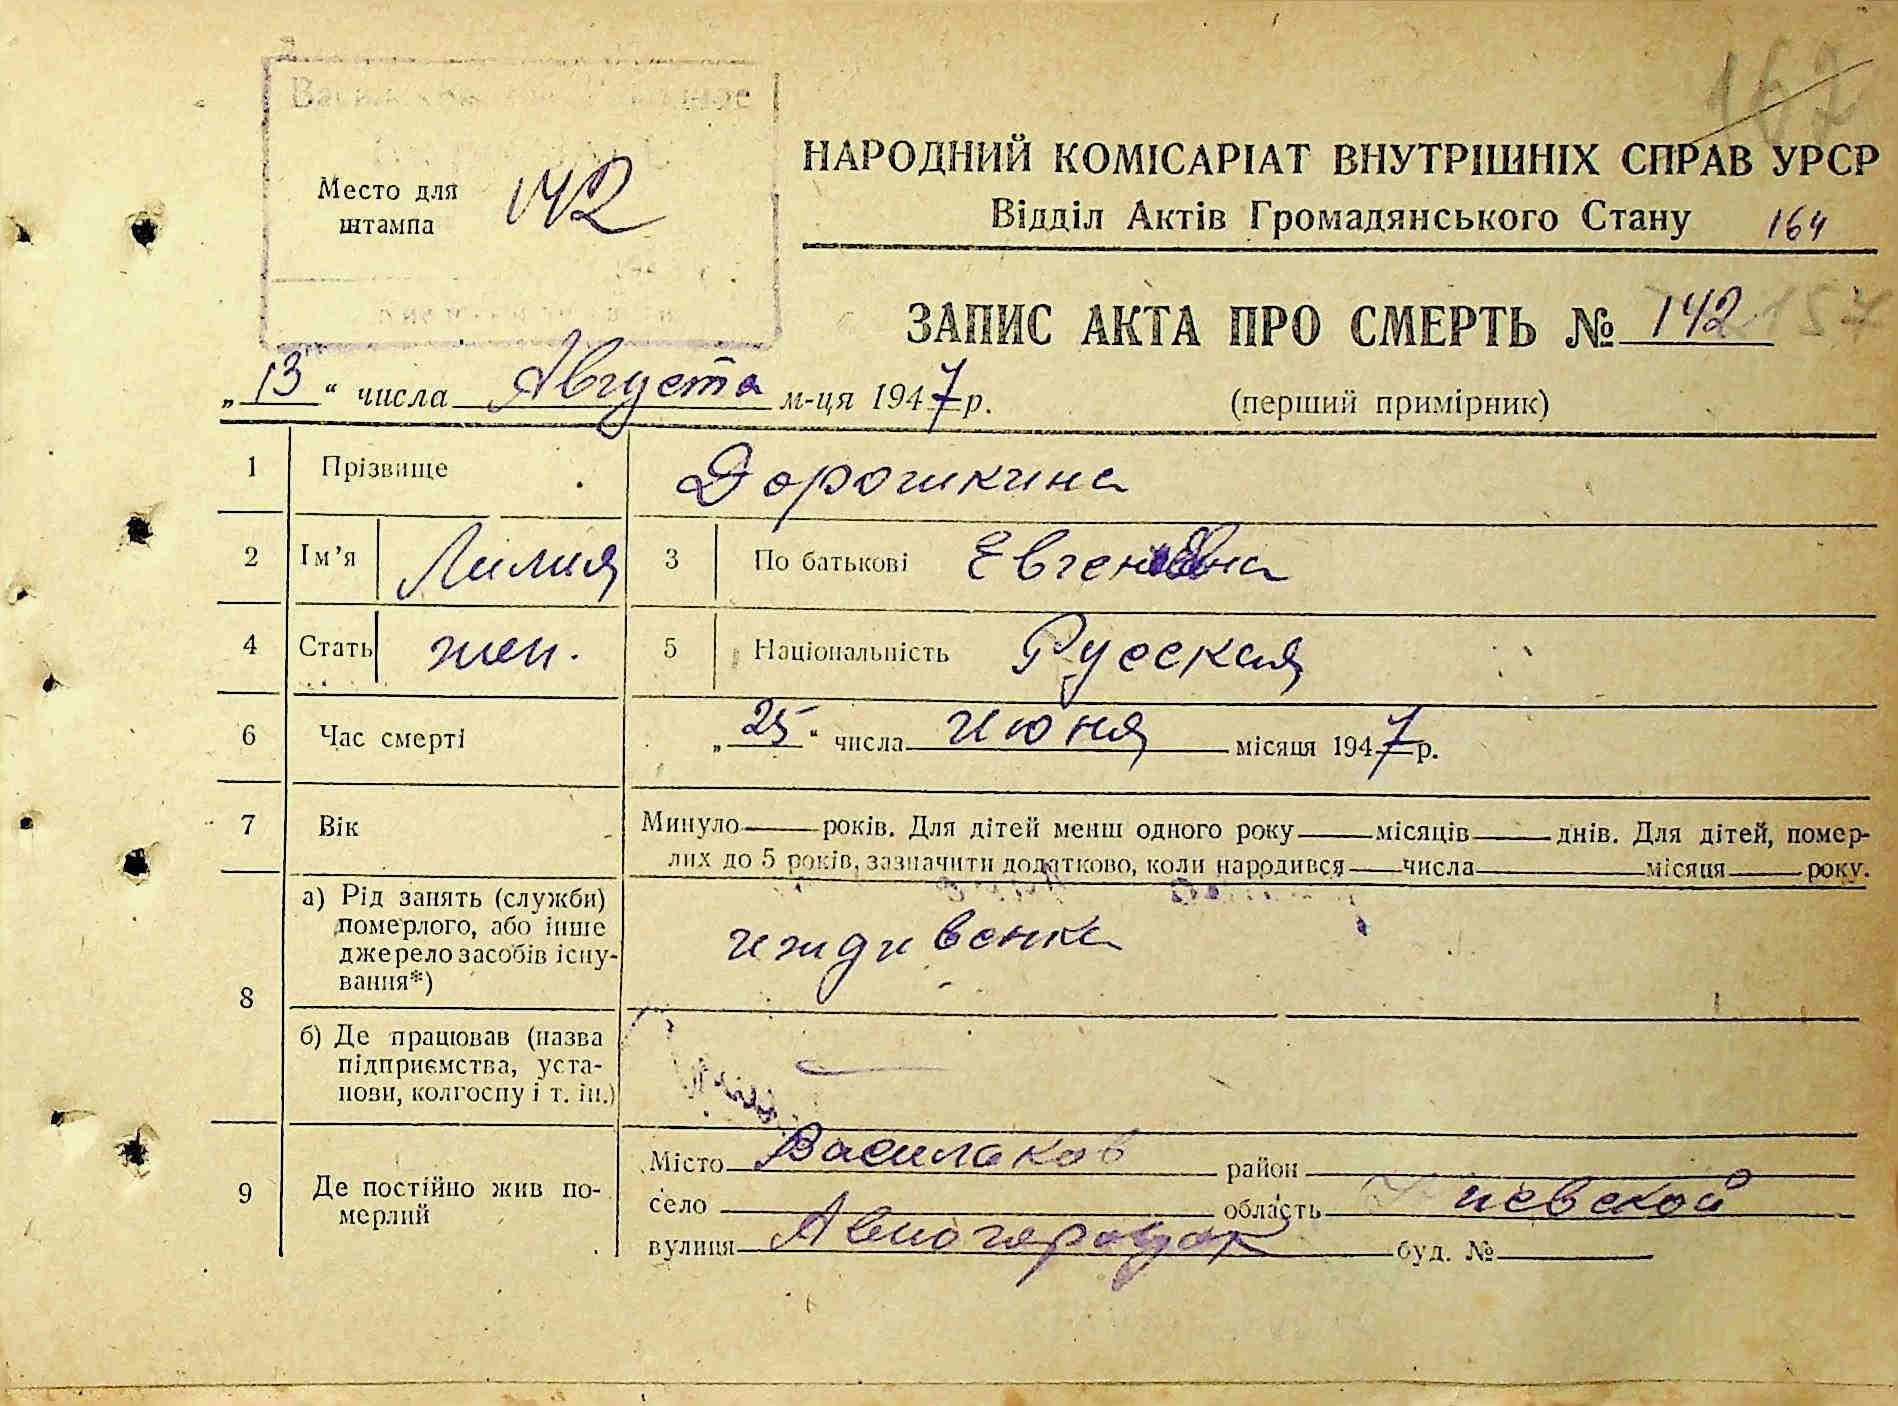 Место для
штампа
142
НАРОДНИЙ КОМІСАРІАТ ВНУТРІШНІХ СПРАВ УРСР
Відділ Актів Громадянського Стану 164
167
ЗАПИС АКТА ПРО СМЕРТЬ № 142 157
„13“ числа Августа м-ця 1947 р. (перший примірник)
1 Прізвище Дорошкина
2 Ім’я Лилия 3 По батькові Евгеновна
4 Стать жен. 5 Національність Русская
6 Час смерті „25“ числа Июня місяця 1947 р.
7 Вік Минуло років. Для дітей менш одного року місяців днів. Для дітей, помер-
лих до 5 років, зазначити додатково, коли народився числа місяця року.
8 а) Рід занять (служби)
померлого, або інше
джерело засобів існу-
вання*) иждивенка
б) Де працював (назва
підприємства, уста-
нови, колгоспу і т. ін.) —
9 Де постійно жив по-
мерлий
Місто Василаков район
село область Киевской
вулиця Авиогородок буд. №